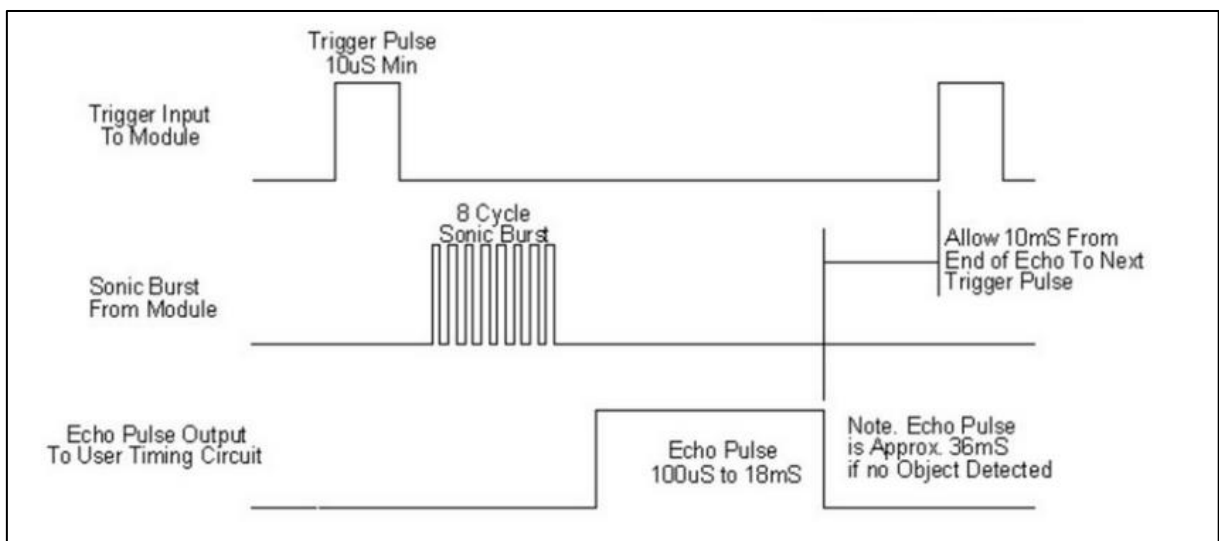 Trigger Pulse
10uS Min
Trigger Input
To Module
8 Cycle
Sonic Burst
Allow 10mS From
End of Echo To Next
Trigger Pulse
Sonic Burst
From Module
Echo Pulse Output
To User Timing Circuit
Echo Pulse
100uS to 18mS
Note. Echo Pulse
is Approx. 36mS
if no Object Detected